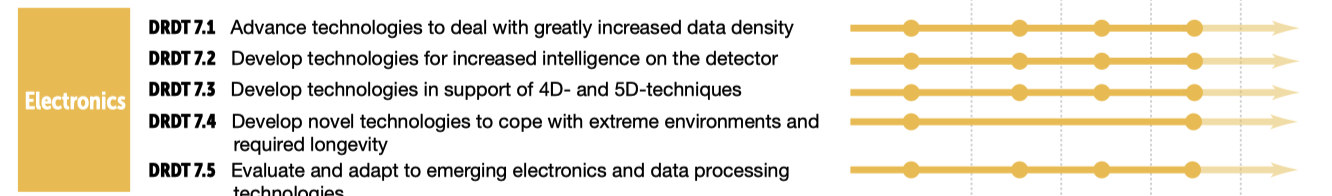 Electronics
DRDT 7.1 Advance technologies to deal with greatly increased data density
DRDT 7.2 Develop technologies for increased intelligence on the detector
DRDT 7.3 Develop technologies in support of 4D- and 5D-techniques
DRDT 7.4 Develop novel technologies to cope with extreme environments and
required longevity
DRDT 7.5 Evaluate and adapt to emerging electronics and data processing
technologies